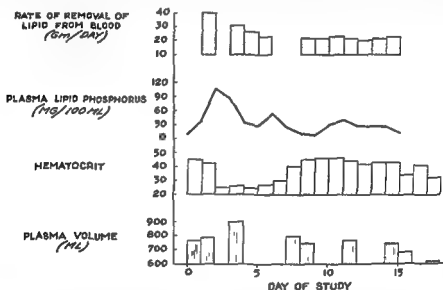 RATE OF REMOVAL OF
LIPID FROM BLOOD
(GM/DAY)
40
30
20
10
PLASMA LIPID PHOSPHORUS
(MG/100ML)
120
90
60
30
0
HEMATOCRIT
50
40
30
20
PLASMA VOLUME
(ML)
900
800
700
600
0
5
10
15
DAY OF STUDY